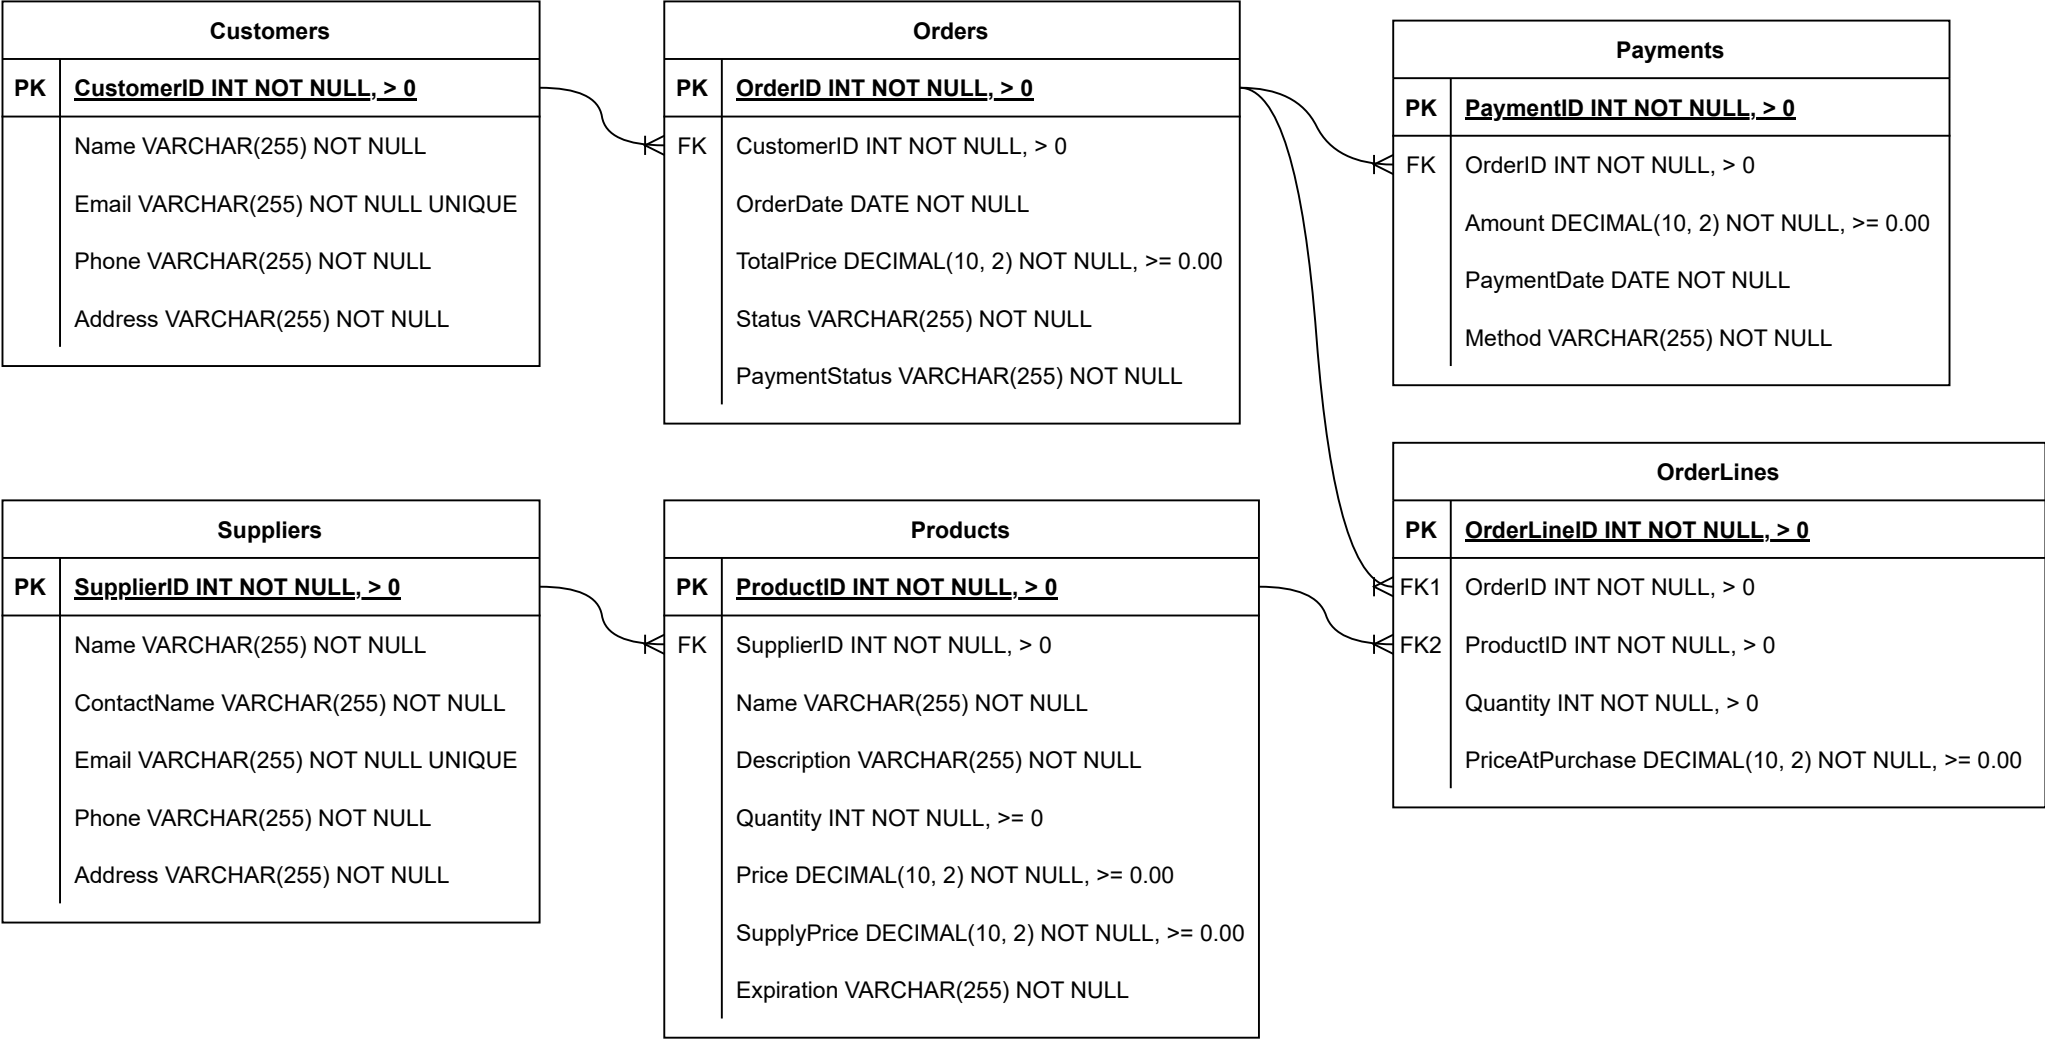 Customers
PK CustomerID INT NOT NULL, > 0
Name VARCHAR(255) NOT NULL
Email VARCHAR(255) NOT NULL UNIQUE
Phone VARCHAR(255) NOT NULL
Address VARCHAR(255) NOT NULL
Orders
PK OrderID INT NOT NULL, > 0
FK CustomerID INT NOT NULL, > 0
OrderDate DATE NOT NULL
TotalPrice DECIMAL(10, 2) NOT NULL, >= 0.00
Status VARCHAR(255) NOT NULL
PaymentStatus VARCHAR(255) NOT NULL
Payments
PK PaymentID INT NOT NULL, > 0
FK OrderID INT NOT NULL, > 0
Amount DECIMAL(10, 2) NOT NULL, >= 0.00
PaymentDate DATE NOT NULL
Method VARCHAR(255) NOT NULL
Suppliers
PK SupplierID INT NOT NULL, > 0
Name VARCHAR(255) NOT NULL
ContactName VARCHAR(255) NOT NULL
Email VARCHAR(255) NOT NULL UNIQUE
Phone VARCHAR(255) NOT NULL
Address VARCHAR(255) NOT NULL
Products
PK ProductID INT NOT NULL, > 0
FK SupplierID INT NOT NULL, > 0
Name VARCHAR(255) NOT NULL
Description VARCHAR(255) NOT NULL
Quantity INT NOT NULL, >= 0
Price DECIMAL(10, 2) NOT NULL, >= 0.00
SupplyPrice DECIMAL(10, 2) NOT NULL, >= 0.00
Expiration VARCHAR(255) NOT NULL
OrderLines
PK OrderLineID INT NOT NULL, > 0
FK1 OrderID INT NOT NULL, > 0
FK2 ProductID INT NOT NULL, > 0
Quantity INT NOT NULL, > 0
PriceAtPurchase DECIMAL(10, 2) NOT NULL, >= 0.00